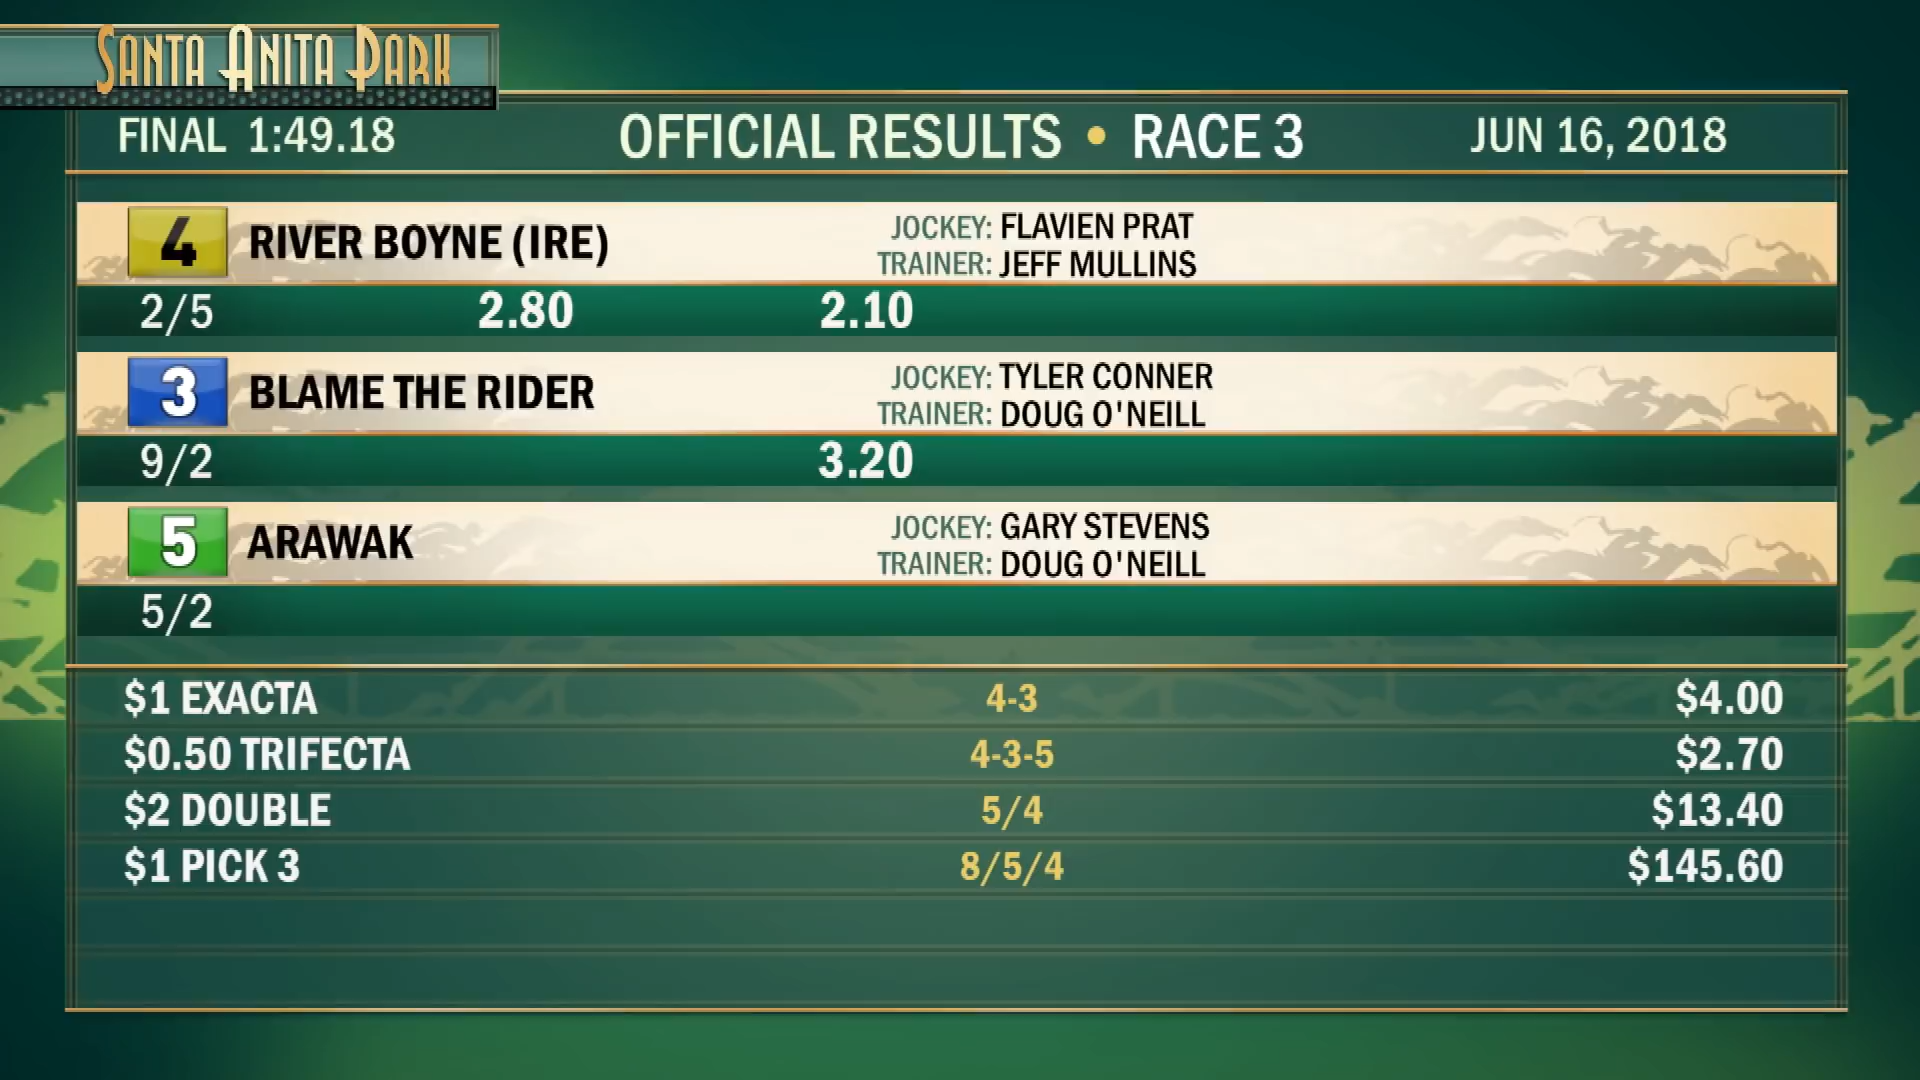 SANTA ANITA PARK
FINAL 1:49.18 OFFICIAL RESULTS • RACE 3 JUN 16, 2018
4 RIVER BOYNE (IRE) JOCKEY: FLAVIEN PRAT
TRAINER: JEFF MULLINS
2/5 2.80 2.10
3 BLAME THE RIDER JOCKEY: TYLER CONNER
TRAINER: DOUG O'NEILL
9/2 3.20
5 ARAWAK JOCKEY: GARY STEVENS
TRAINER: DOUG O'NEILL
5/2
$1 EXACTA 4-3 $4.00
$0.50 TRIFECTA 4-3-5 $2.70
$2 DOUBLE 5/4 $13.40
$1 PICK 3 8/5/4 $145.60